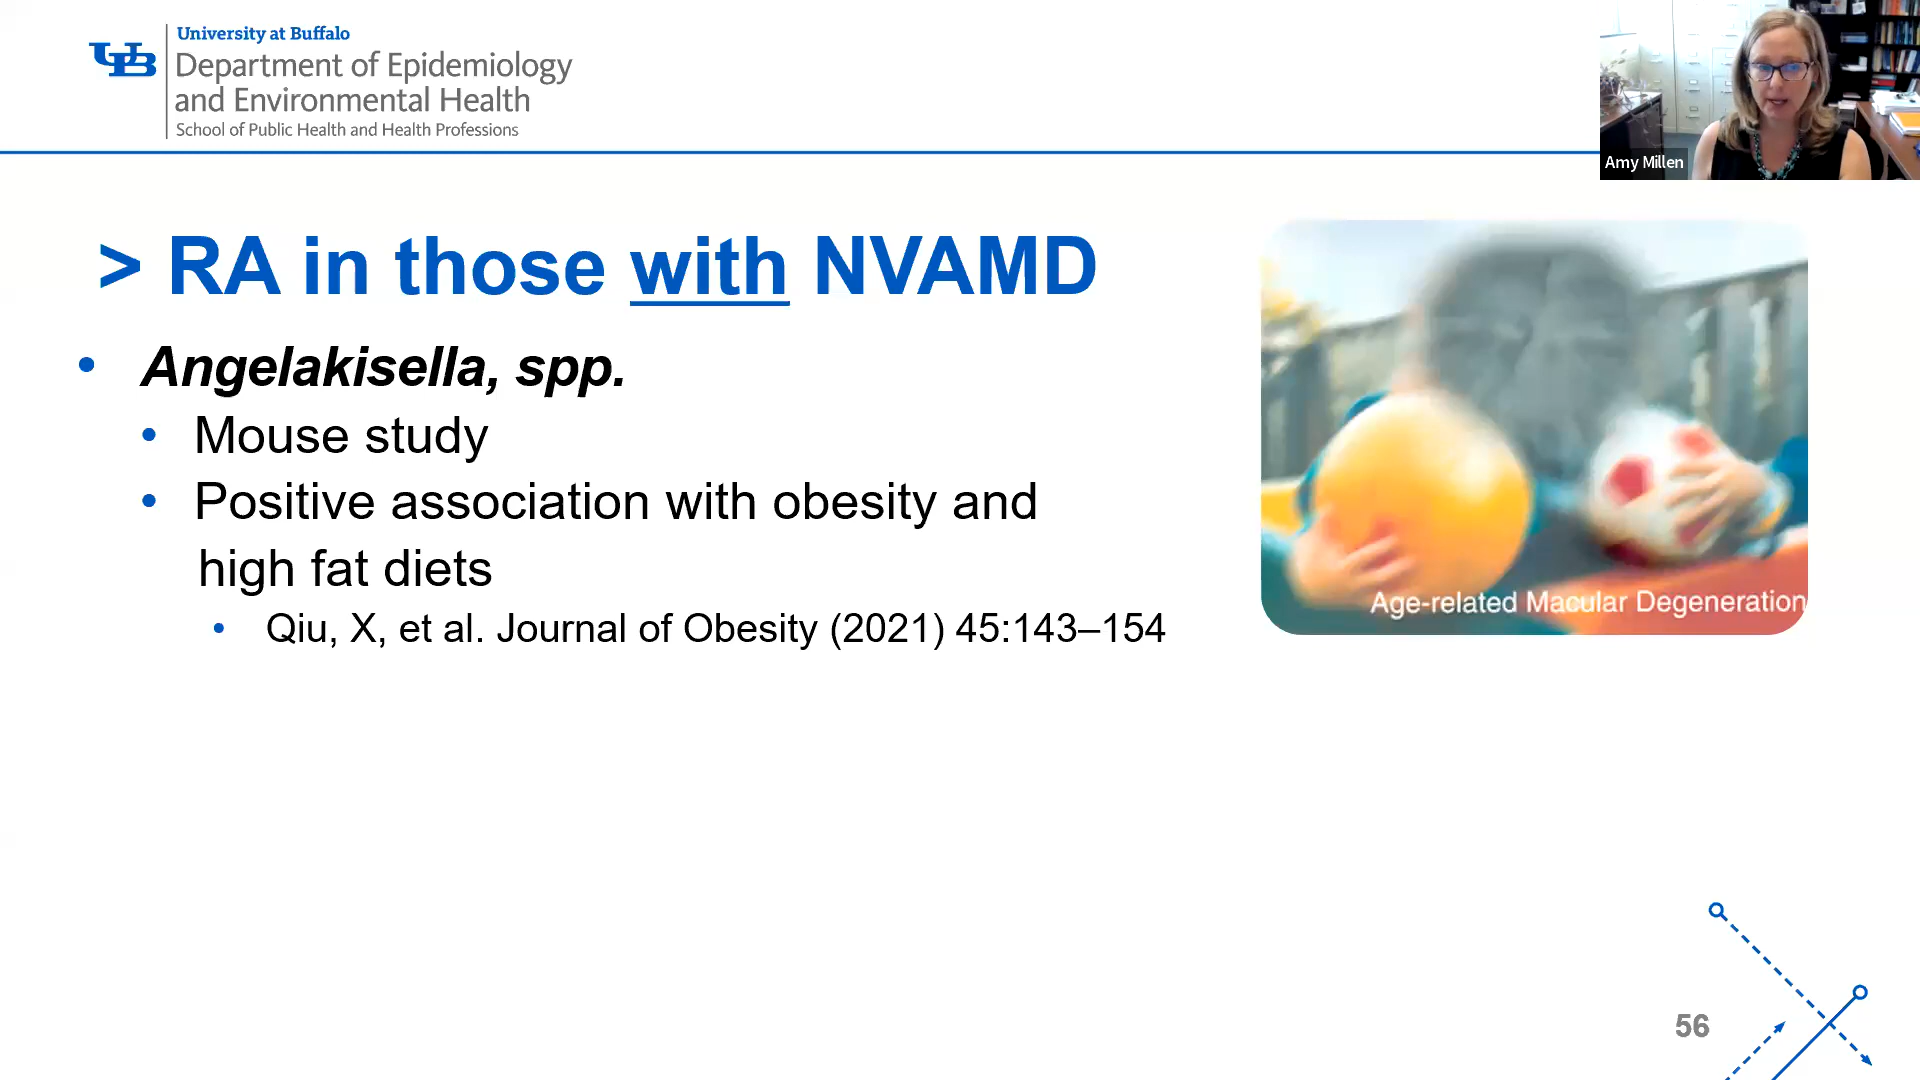 UB
University at Buffalo
Department of Epidemiology
and Environmental Health
School of Public Health and Health Professions
Amy Millen
> RA in those with NVAMD
• Angelakisella, spp.
• Mouse study
• Positive association with obesity and
high fat diets
• Qiu, X, et al. Journal of Obesity (2021) 45:143–154
Age-related Macular Degeneration
56